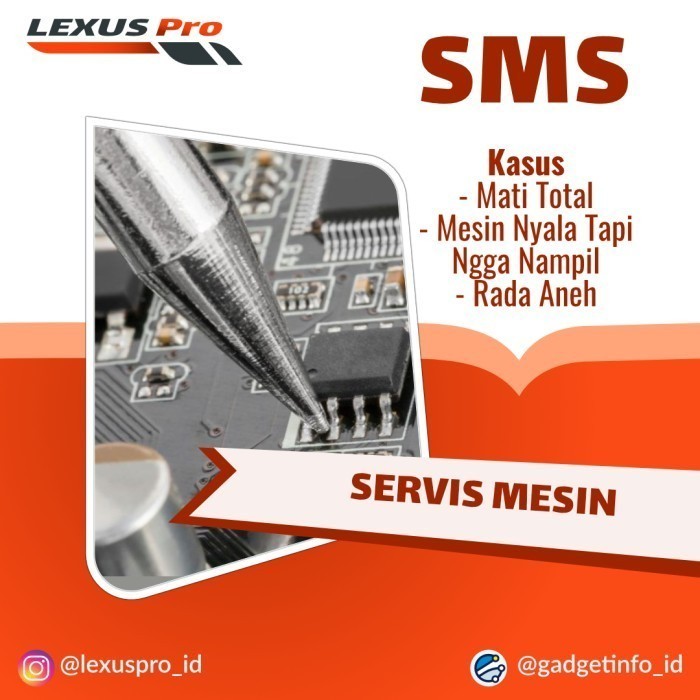 LEXUS Pro
SMS
Kasus
- Mati Total
- Mesin Nyala Tapi
Ngga Nampil
- Rada Aneh
SERVIS MESIN
@lexuspro_id
@gadgetinfo_id